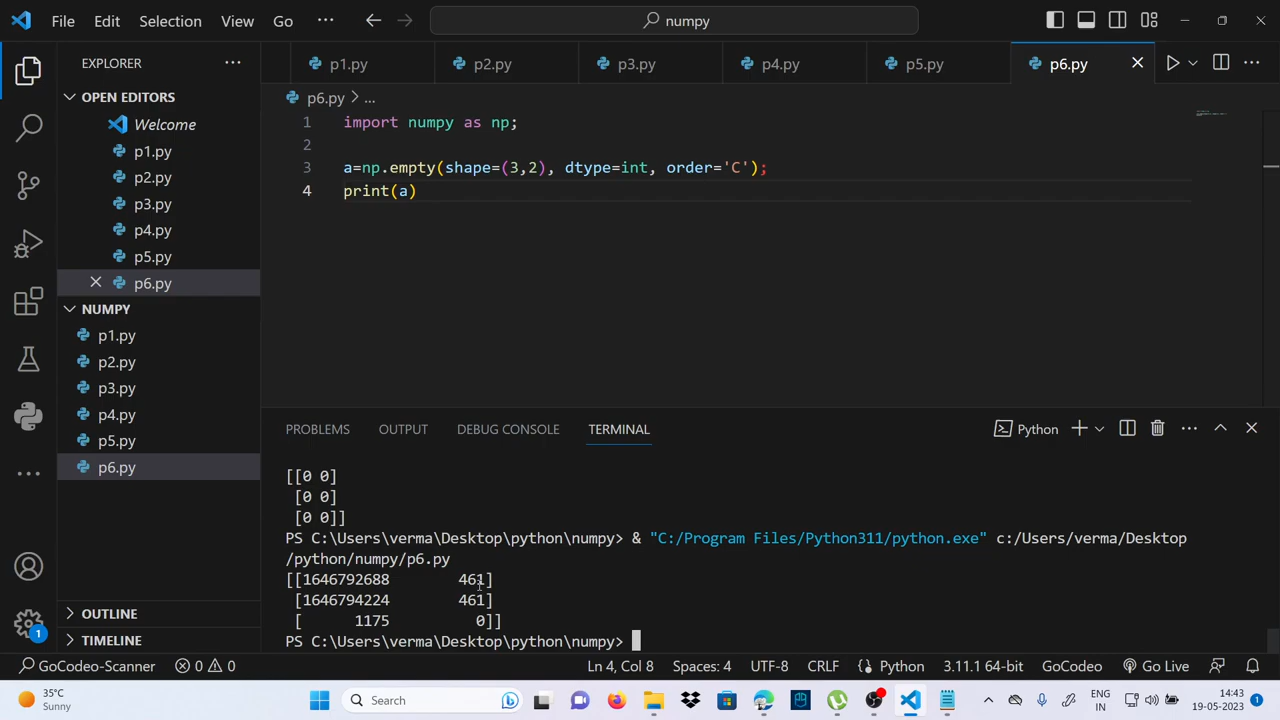 File Edit Selection View Go ··· numpy
EXPLORER ···
p1.py p2.py p3.py p4.py p5.py p6.py
OPEN EDITORS
Welcome
p1.py
p2.py
p3.py
p4.py
p5.py
p6.py
NUMPY
p1.py
p2.py
p3.py
p4.py
p5.py
p6.py
OUTLINE
TIMELINE
1
p6.py > ...
1 import numpy as np;
2
3 a=np.empty(shape=(3,2), dtype=int, order='C');
4 print(a)
PROBLEMS OUTPUT DEBUG CONSOLE TERMINAL Python
[[0 0]
[0 0]
[0 0]]
PS C:\Users\verma\Desktop\python\numpy> & "C:/Program Files/Python311/python.exe" c:/Users/verma/Desktop
/python/numpy/p6.py
[[1646792688 461]
[1646794224 461]
[ 1175 0]]
PS C:\Users\verma\Desktop\python\numpy>
GoCodeo-Scanner 0 0 Ln 4, Col 8 Spaces: 4 UTF-8 CRLF Python 3.11.1 64-bit GoCodeo Go Live
35°C
Sunny
Search
ENG
IN
14:43
19-05-2023
1